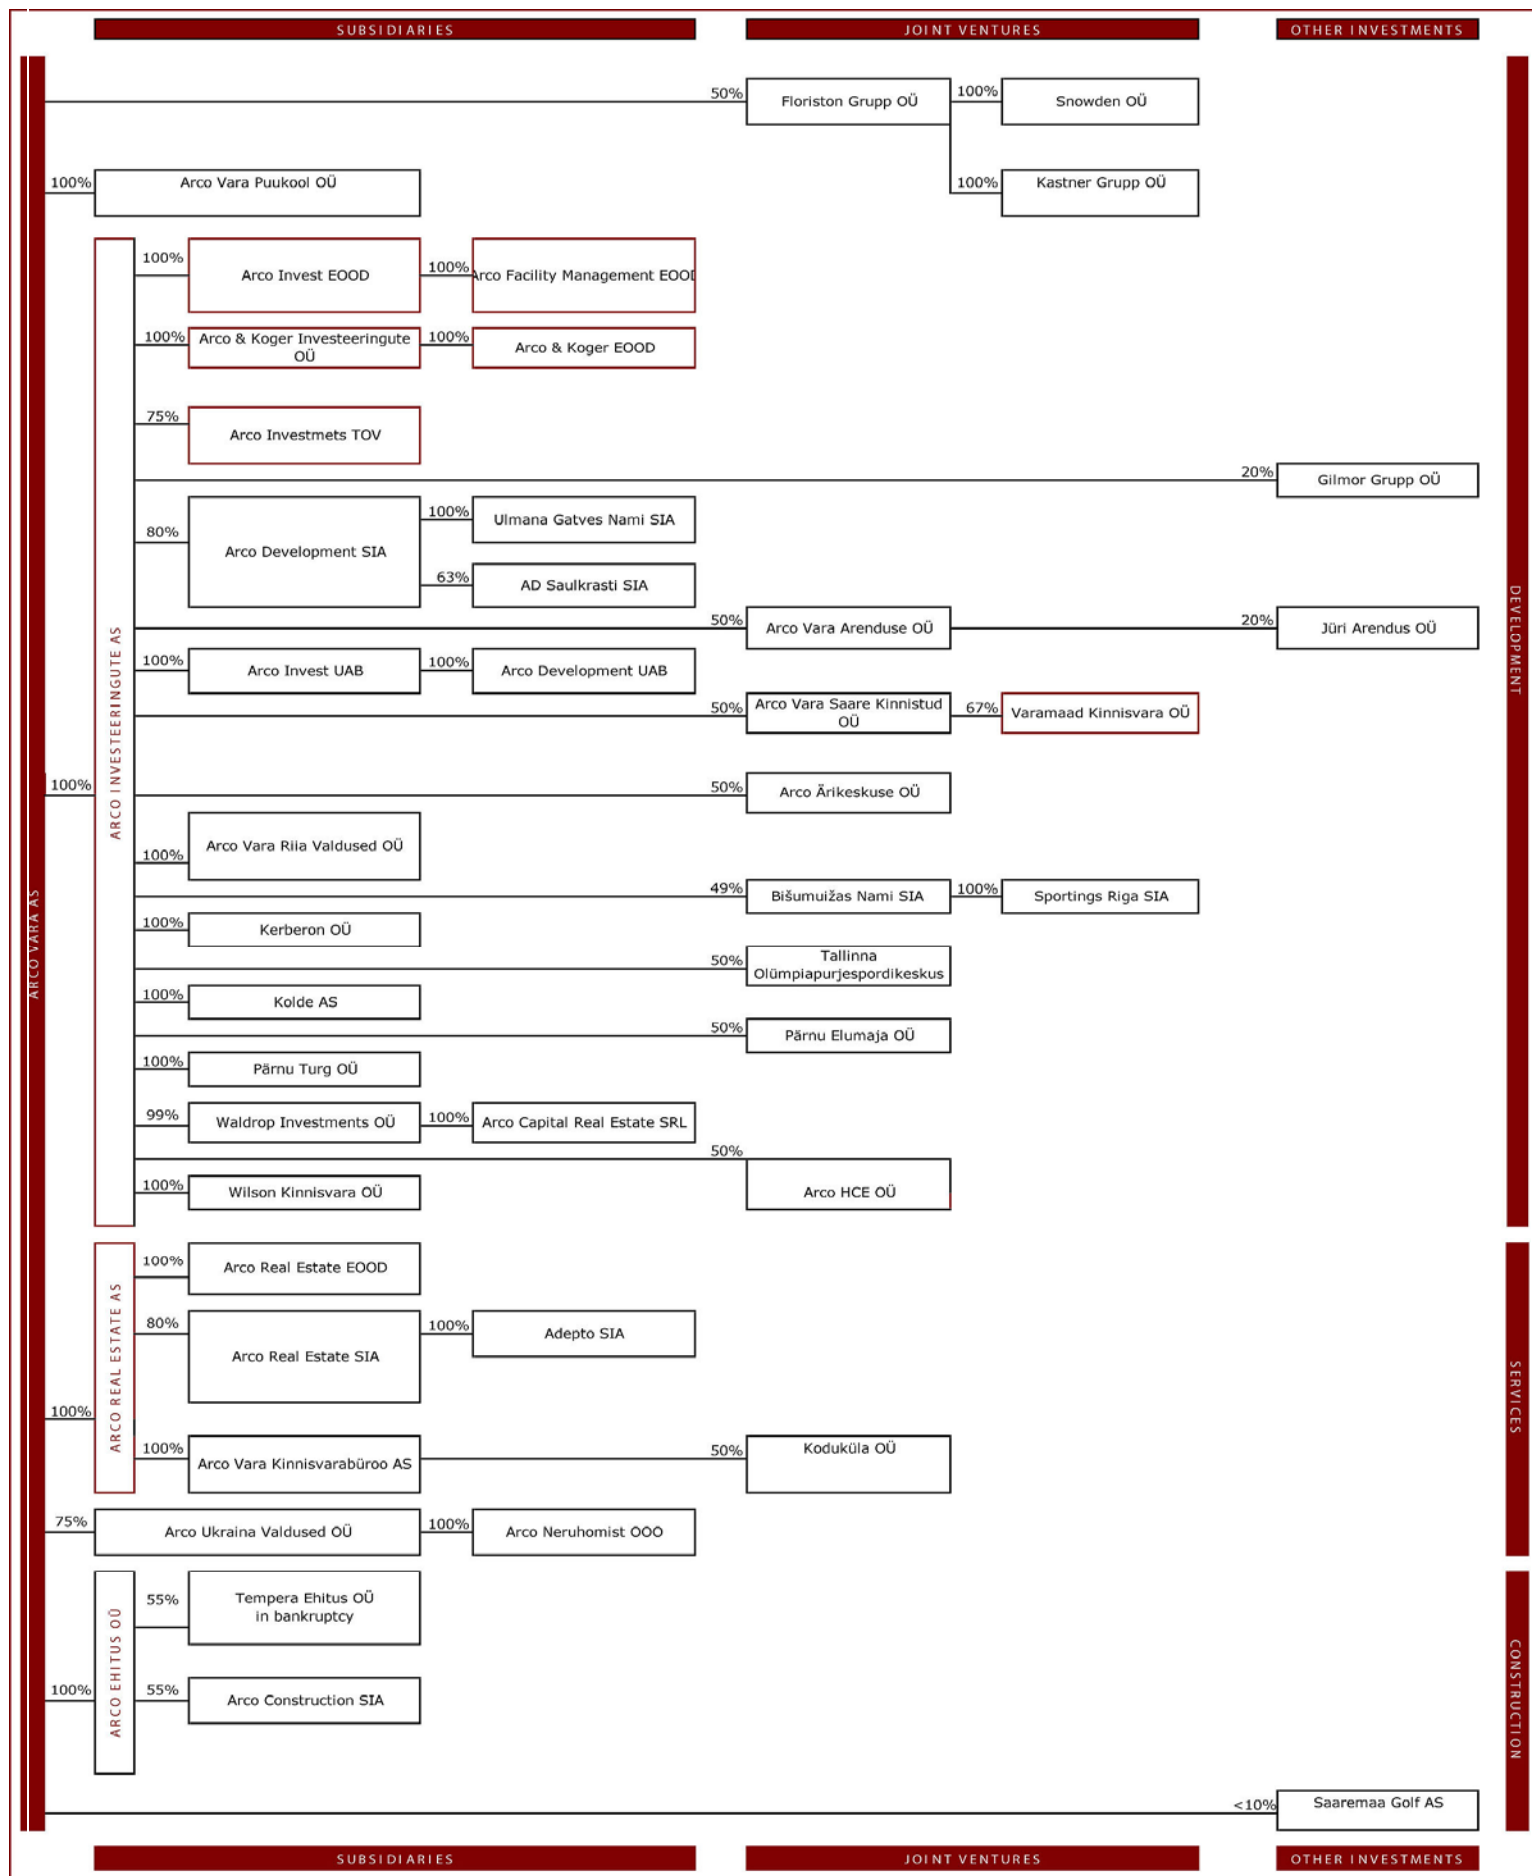 SUBSIDIARIES
JOINT VENTURES
OTHER INVESTMENTS
50%
Floriston Grupp OÜ
100%
Snowden OÜ
100%
Arco Vara Puukool OÜ
100%
Kastner Grupp OÜ
100%
Arco Invest EOOD
100%
Arco Facility Management EOOD
100%
Arco & Koger Investeeringute
OÜ
100%
Arco & Koger EOOD
75%
Arco Investmets TOV
20%
Gilmor Grupp OÜ
80%
Arco Development SIA
100%
Ulmana Gatves Nami SIA
63%
AD Saulkrasti SIA
50%
Arco Vara Arenduse OÜ
20%
Jüri Arendus OÜ
100%
Arco Invest UAB
100%
Arco Development UAB
50%
Arco Vara Saare Kinnistud
OÜ
67%
Varamaad Kinnisvara OÜ
100%
ARCO INVESTEERINGUTE AS
50%
Arco Ärikeskuse OÜ
100%
Arco Vara Riia Valdused OÜ
49%
Bišumuižas Nami SIA
100%
Sportings Riga SIA
ARCO VARA AS
100%
Kerberon OÜ
50%
Tallinna
Olümpiapurjespordikeskus
100%
Kolde AS
50%
Pärnu Elumaja OÜ
100%
Pärnu Turg OÜ
99%
Waldrop Investments OÜ
100%
Arco Capital Real Estate SRL
50%
Arco HCE OÜ
100%
Wilson Kinnisvara OÜ
DEVELOPMENT
100%
ARCO REAL ESTATE AS
100%
Arco Real Estate EOOD
80%
Arco Real Estate SIA
100%
Adepto SIA
100%
Arco Vara Kinnisvarabüroo AS
50%
Koduküla OÜ
75%
Arco Ukraina Valdused OÜ
100%
Arco Neruhomist OOO
SERVICES
100%
ARCO EHITUS OÜ
55%
Tempera Ehitus OÜ
in bankruptcy
55%
Arco Construction SIA
CONSTRUCTION
<10%
Saaremaa Golf AS
SUBSIDIARIES
JOINT VENTURES
OTHER INVESTMENTS